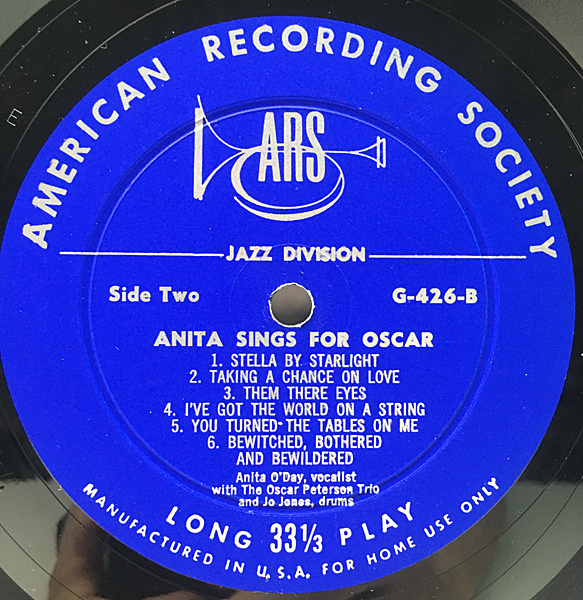 AMERICAN RECORDING SOCIETY
ARS
JAZZ DIVISION
Side Two
G-426-B
ANITA SINGS FOR OSCAR
1. STELLA BY STARLIGHT
2. TAKING A CHANCE ON LOVE
3. THEM THERE EYES
4. I'VE GOT THE WORLD ON A STRING
5. YOU TURNED THE TABLES ON ME
6. BEWITCHED, BOTHERED
AND BEWILDERED
Anita O'Day, vocalist
with The Oscar Peterson Trio
and Jo Jones, drums
LONG 33⅓ PLAY
MANUFACTURED IN U.S.A. FOR HOME USE ONLY